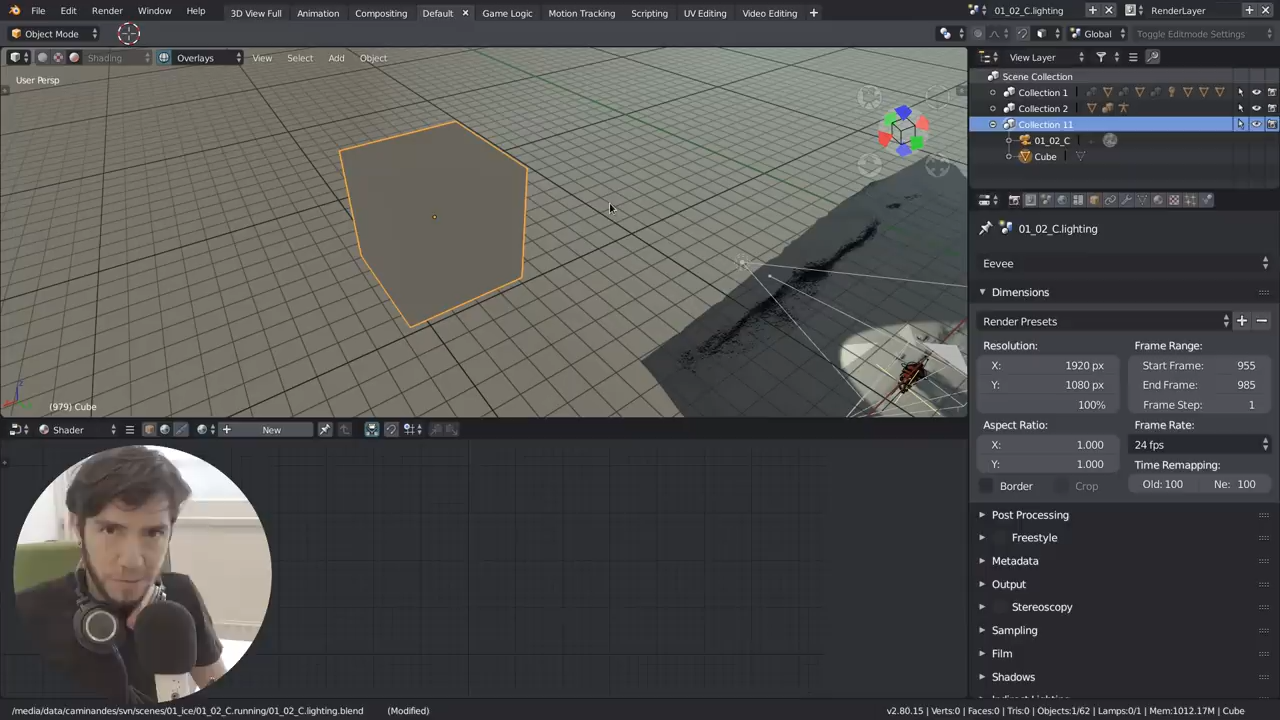 File Edit Render Window Help 3D View Full Animation Compositing Default Game Logic Motion Tracking Scripting UV Editing Video Editing 01_02_C.lighting RenderLayer
Object Mode Global Toggle Editmode Settings
Shading Overlays View Select Add Object View Layer
User Persp
Scene Collection
Collection 1
Collection 2
Collection 11
01_02_C
Cube
01_02_C.lighting
Eevee
Dimensions
Render Presets
Resolution: Frame Range:
X: 1920 px Start Frame: 955
Y: 1080 px End Frame: 985
100% Frame Step: 1
(979) Cube
Aspect Ratio: Frame Rate:
Shader New
X: 1.000 24 fps
Y: 1.000 Time Remapping:
Border Crop Old: 100 Ne: 100
Post Processing
Freestyle
Metadata
Output
Stereoscopy
Sampling
Film
Shadows
/media/data/caminandes/svn/scenes/01_ice/01_02_C.running/01_02_C.lighting.blend (Modified) v2.80.15 | Verts:0 | Faces:0 | Tris:0 | Objects:1/62 | Lamps:0/1 | Mem:1012.17M | Cube